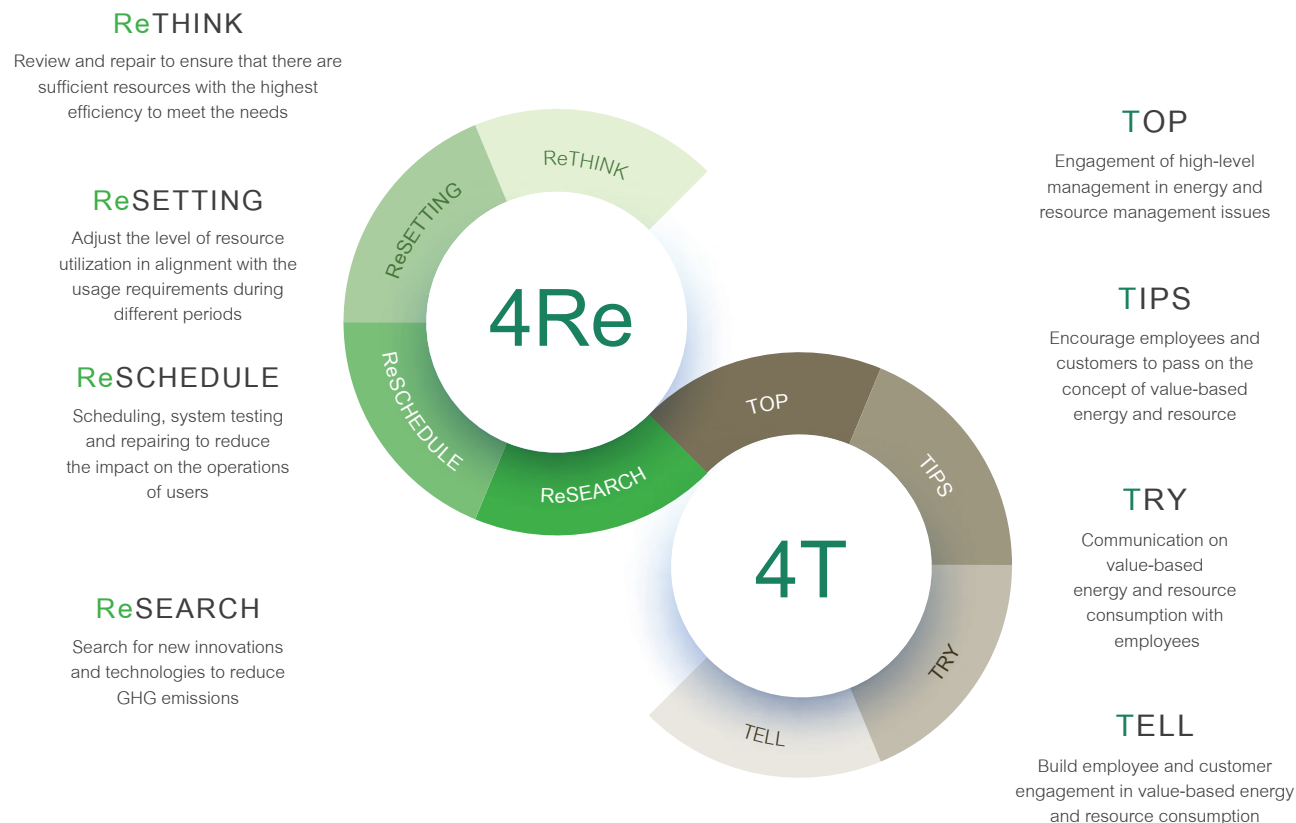 ReTHINK
Review and repair to ensure that there are
sufficient resources with the highest
efficiency to meet the needs
ReSETTING
Adjust the level of resource
utilization in alignment with the
usage requirements during
different periods
ReSCHEDULE
Scheduling, system testing
and repairing to reduce
the impact on the operations
of users
ReSEARCH
Search for new innovations
and technologies to reduce
GHG emissions
ReTHINK
ReSETTING
ReSCHEDULE
ReSEARCH
4Re
TOP
TIPS
TRY
TELL
4T
TOP
Engagement of high-level
management in energy and
resource management issues
TIPS
Encourage employees and
customers to pass on the
concept of value-based
energy and resource
TRY
Communication on
value-based
energy and resource
consumption with
employees
TELL
Build employee and customer
engagement in value-based energy
and resource consumption